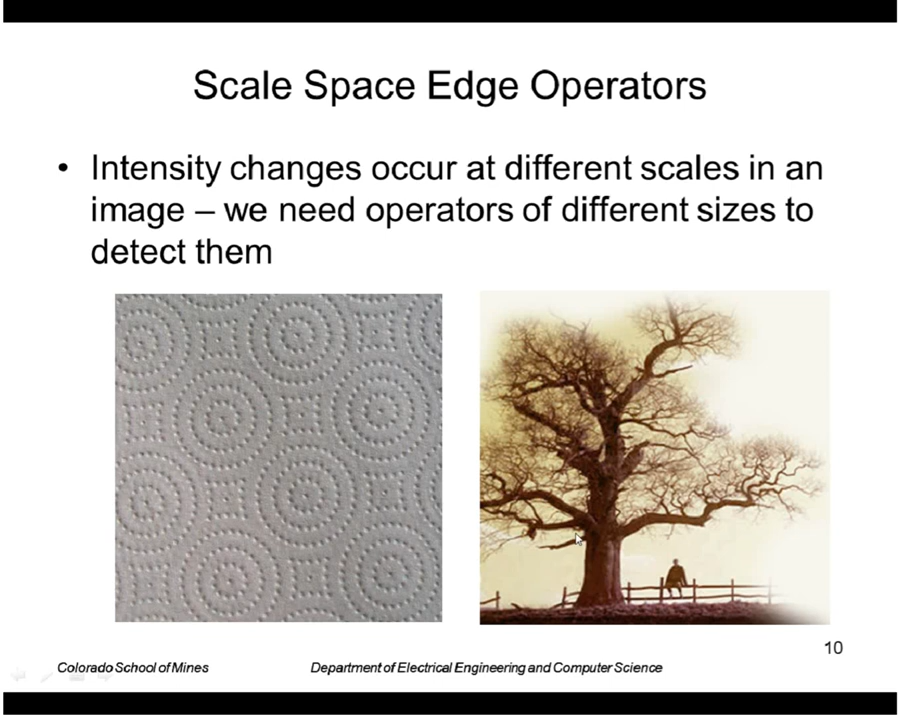 Scale Space Edge Operators
• Intensity changes occur at different scales in an
image – we need operators of different sizes to
detect them
10
Colorado School of Mines Department of Electrical Engineering and Computer Science